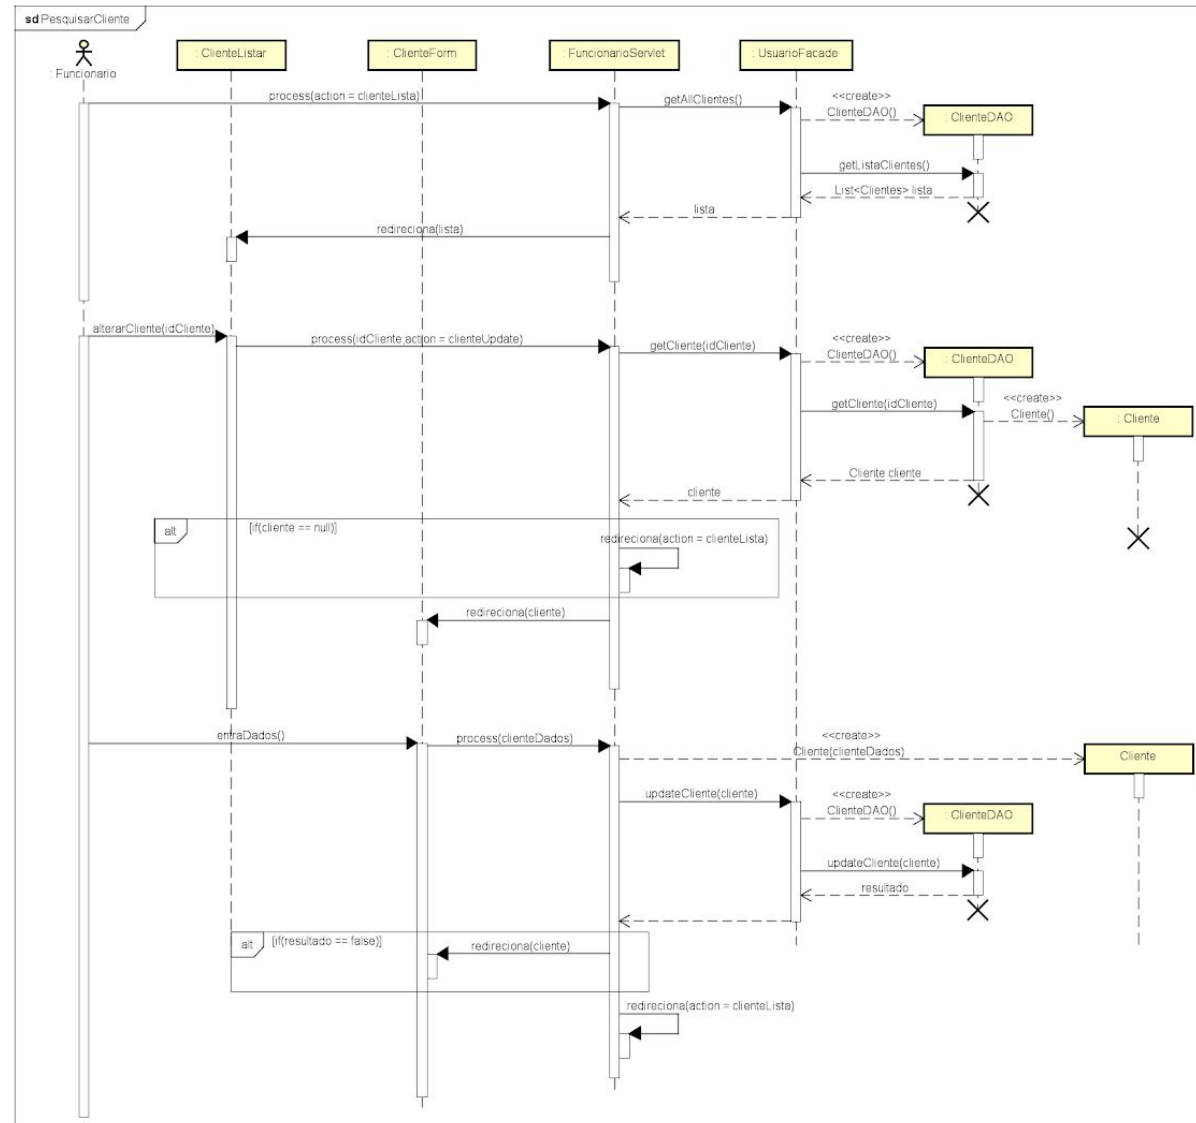 sd PesquisarCliente
: Funcionario
: ClienteListar
: ClienteForm
: FuncionarioServlet
: UsuarioFacade
process(action = clienteLista)
getAllClientes()
<<create>>
ClienteDAO()
: ClienteDAO
getListaClientes()
List<Clientes> lista
lista
redireciona(lista)
alterarCliente(idCliente)
process(idCliente,action = clienteUpdate)
getCliente(idCliente)
<<create>>
ClienteDAO()
: ClienteDAO
getCliente(idCliente)
<<create>>
Cliente()
: Cliente
Cliente cliente
cliente
alt
[if(cliente == null)]
redireciona(action = clienteLista)
redireciona(cliente)
entraDados()
process(clienteDados)
<<create>>
Cliente(clienteDados)
Cliente
updateCliente(cliente)
<<create>>
ClienteDAO()
: ClienteDAO
updateCliente(cliente)
resultado
alt
[if(resultado == false)]
redireciona(cliente)
redireciona(action = clienteLista)